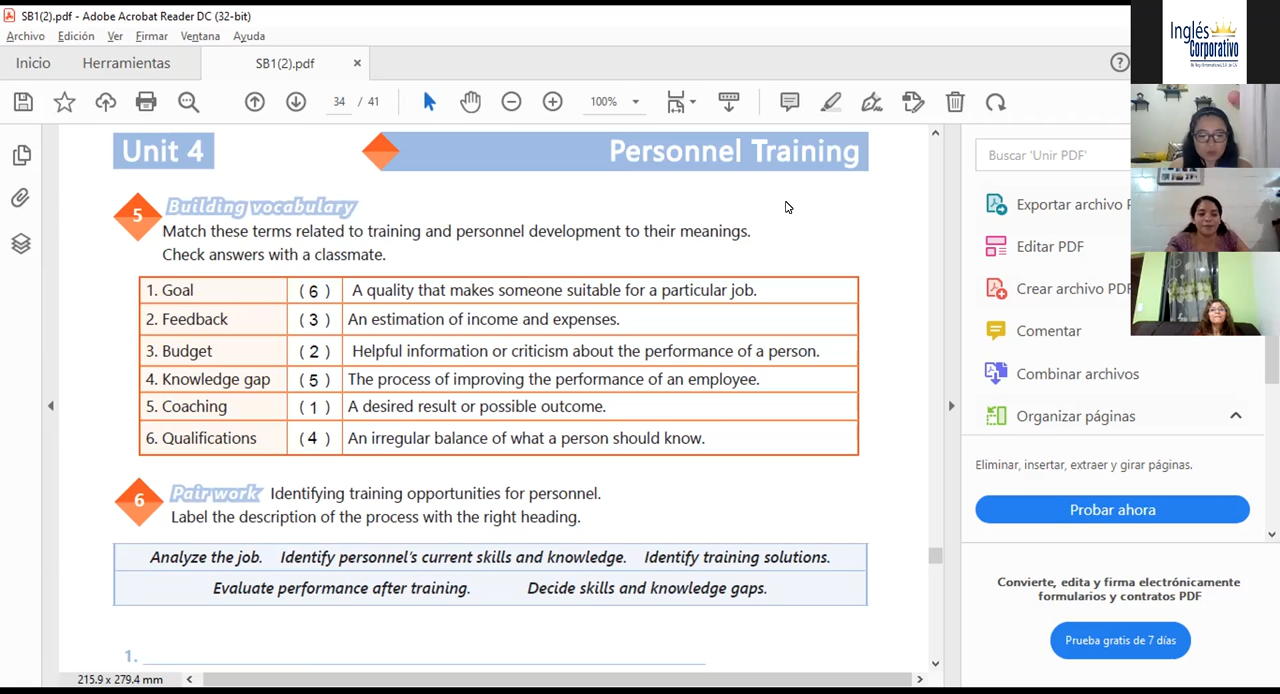 SB1(2).pdf - Adobe Acrobat Reader DC (32-bit)
Archivo Edición Ver Firmar Ventana Ayuda
Inicio Herramientas SB1(2).pdf ×
34 / 41 100%
Unit 4 Personnel Training
5 Building vocabulary
Match these terms related to training and personnel development to their meanings.
Check answers with a classmate.
1. Goal ( 6 ) A quality that makes someone suitable for a particular job.
2. Feedback ( 3 ) An estimation of income and expenses.
3. Budget ( 2 ) Helpful information or criticism about the performance of a person.
4. Knowledge gap ( 5 ) The process of improving the performance of an employee.
5. Coaching ( 1 ) A desired result or possible outcome.
6. Qualifications ( 4 ) An irregular balance of what a person should know.
6 Pair work Identifying training opportunities for personnel.
Label the description of the process with the right heading.
Analyze the job. Identify personnel's current skills and knowledge. Identify training solutions.
Evaluate performance after training. Decide skills and knowledge gaps.
1.
215.9 x 279.4 mm
Buscar 'Unir PDF'
Exportar archivo P
Editar PDF
Crear archivo PD
Comentar
Combinar archivos
Organizar páginas
Eliminar, insertar, extraer y girar páginas.
Probar ahora
Convierte, edita y firma electrónicamente
formularios y contratos PDF
Prueba gratis de 7 días
Inglés
Corporativo